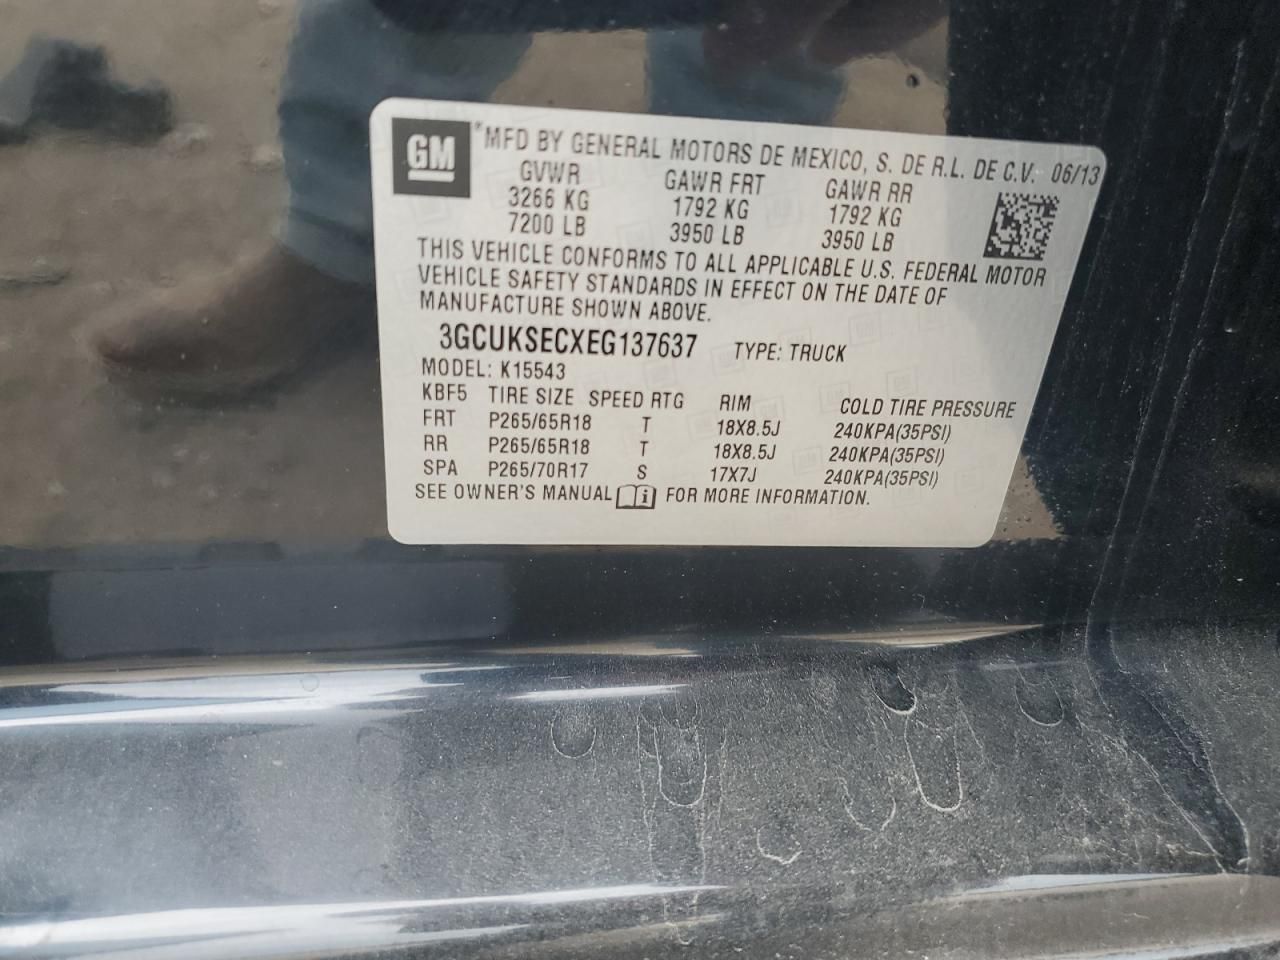 GM
*MFD BY GENERAL MOTORS DE MEXICO, S. DE R.L. DE C.V. 06/13
GVWR GAWR FRT GAWR RR
3266 KG 1792 KG 1792 KG
7200 LB 3950 LB 3950 LB
THIS VEHICLE CONFORMS TO ALL APPLICABLE U.S. FEDERAL MOTOR
VEHICLE SAFETY STANDARDS IN EFFECT ON THE DATE OF
MANUFACTURE SHOWN ABOVE.
3GCUKSECXEG137637 TYPE: TRUCK
MODEL: K15543
KBF5 TIRE SIZE SPEED RTG RIM COLD TIRE PRESSURE
FRT P265/65R18 T 18X8.5J 240KPA(35PSI)
RR P265/65R18 T 18X8.5J 240KPA(35PSI)
SPA P265/70R17 S 17X7J 240KPA(35PSI)
SEE OWNER'S MANUAL i FOR MORE INFORMATION.